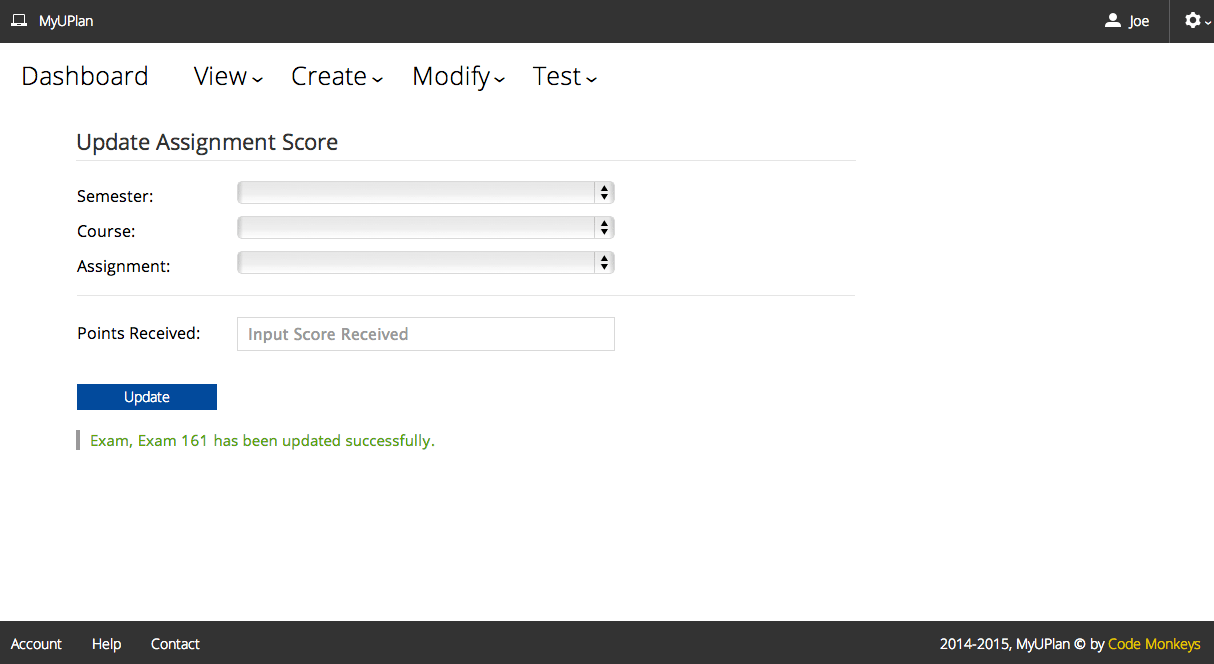 MyUPlan Joe
Dashboard View Create Modify Test
Update Assignment Score
Semester:
Course:
Assignment:
Points Received: Input Score Received
Update
Exam, Exam 161 has been updated successfully.
Account Help Contact 2014-2015, MyUPlan © by Code Monkeys